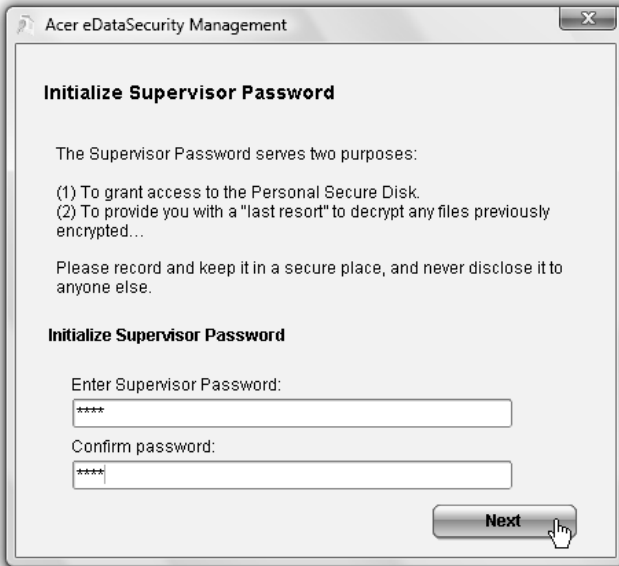 Acer eDataSecurity Management
x
Initialize Supervisor Password
The Supervisor Password serves two purposes:
(1) To grant access to the Personal Secure Disk.
(2) To provide you with a "last resort" to decrypt any files previously
encrypted...
Please record and keep it in a secure place, and never disclose it to
anyone else.
Initialize Supervisor Password
Enter Supervisor Password:
****
Confirm password:
****
Next